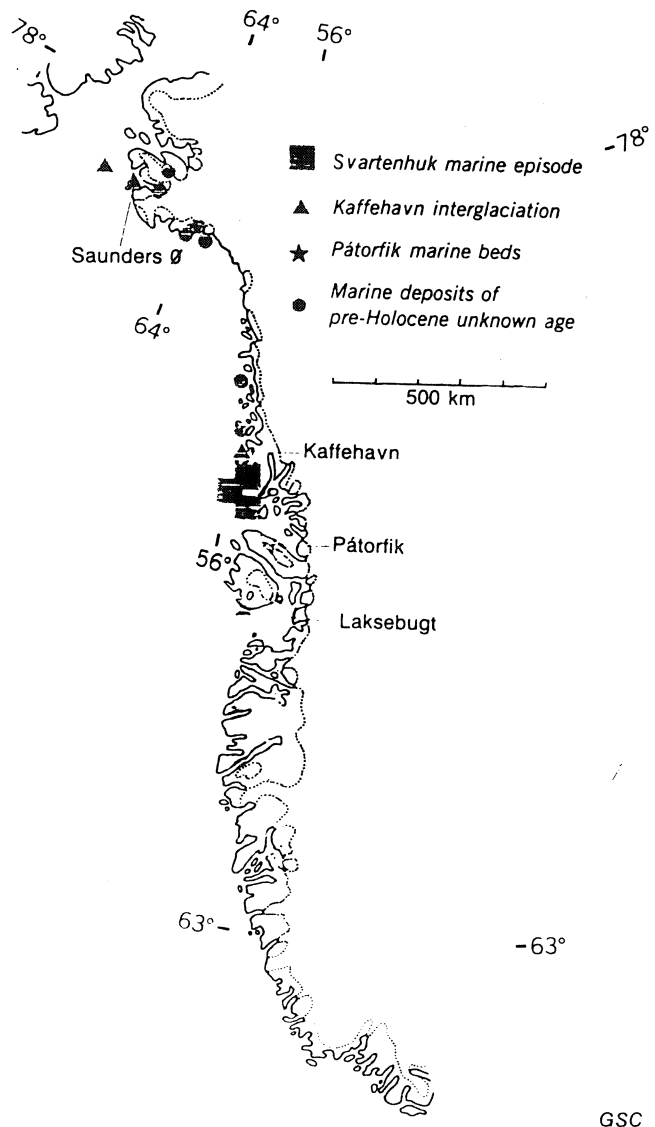 78°
64°
56°
-78°
Svartenhuk marine episode
Kaffehavn interglaciation
Pátorfik marine beds
Marine deposits of
pre-Holocene unknown age
Saunders Ø
64°
500 km
Kaffehavn
56°
Pátorfik
Laksebugt
63°
-63°
GSC